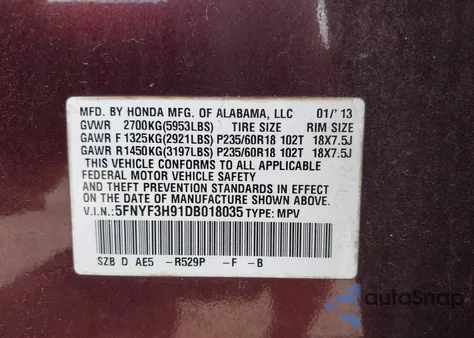 MFD. BY HONDA MFG. OF ALABAMA, LLC 01/'13
GVWR 2700KG(5953LBS) TIRE SIZE RIM SIZE
GAWR F 1325KG(2921LBS) P235/60R18 102T 18X7.5J
GAWR R 1450KG(3197LBS) P235/60R18 102T 18X7.5J
THIS VEHICLE CONFORMS TO ALL APPLICABLE
FEDERAL MOTOR VEHICLE SAFETY
AND THEFT PREVENTION STANDARDS IN EFFECT
ON THE DATE OF MANUFACTURE
SHOWN ABOVE.
V.I.N.: 5FNYF3H91DB018035 TYPE: MPV
SZB D AE5 -R529P -F -B
autoSnap